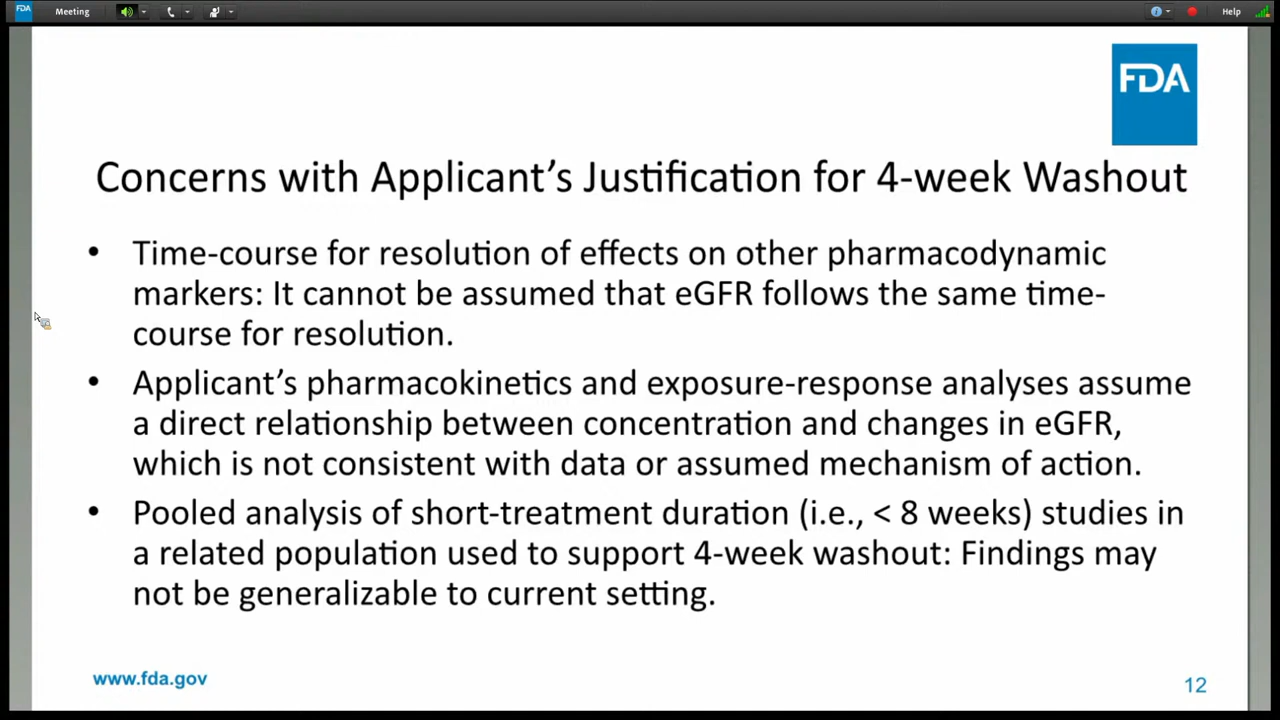 FDA
Meeting
Help
FDA
Concerns with Applicant's Justification for 4-week Washout
• Time-course for resolution of effects on other pharmacodynamic
markers: It cannot be assumed that eGFR follows the same time-
course for resolution.
• Applicant's pharmacokinetics and exposure-response analyses assume
a direct relationship between concentration and changes in eGFR,
which is not consistent with data or assumed mechanism of action.
• Pooled analysis of short-treatment duration (i.e., < 8 weeks) studies in
a related population used to support 4-week washout: Findings may
not be generalizable to current setting.
www.fda.gov
12